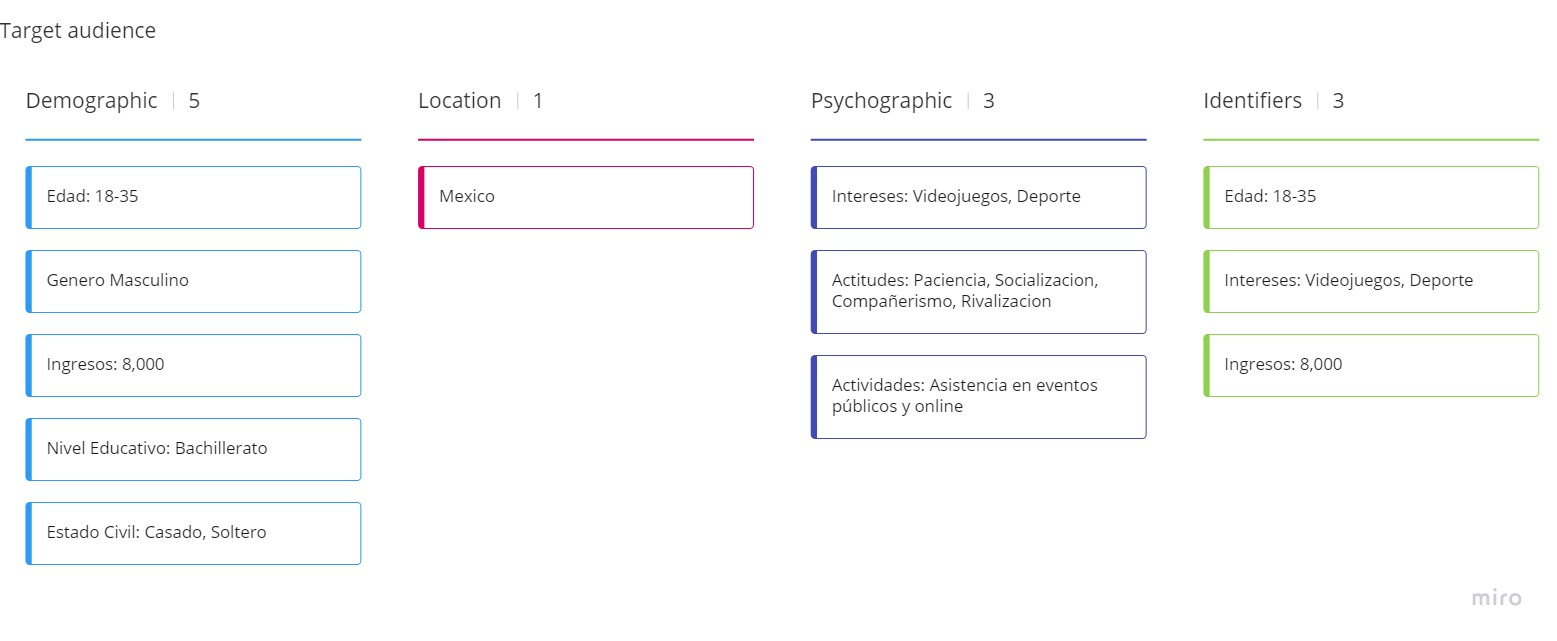 Target audience
Demographic | 5
Edad: 18-35
Genero Masculino
Ingresos: 8,000
Nivel Educativo: Bachillerato
Estado Civil: Casado, Soltero
Location | 1
Mexico
Psychographic | 3
Intereses: Videojuegos, Deporte
Actitudes: Paciencia, Socializacion,
Compañerismo, Rivalizacion
Actividades: Asistencia en eventos
públicos y online
Identifiers | 3
Edad: 18-35
Intereses: Videojuegos, Deporte
Ingresos: 8,000
miro